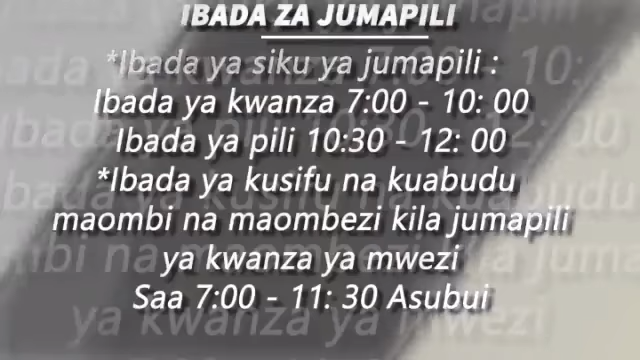 IBADA ZA JUMAPILI
*Ibada ya siku ya jumapili :
Ibada ya kwanza 7:00 - 10: 00
Ibada ya pili 10:30 - 12: 00
*Ibada ya kusifu na kuabudu
maombi na maombezi kila jumapili
ya kwanza ya mwezi
Saa 7:00 - 11: 30 Asubui